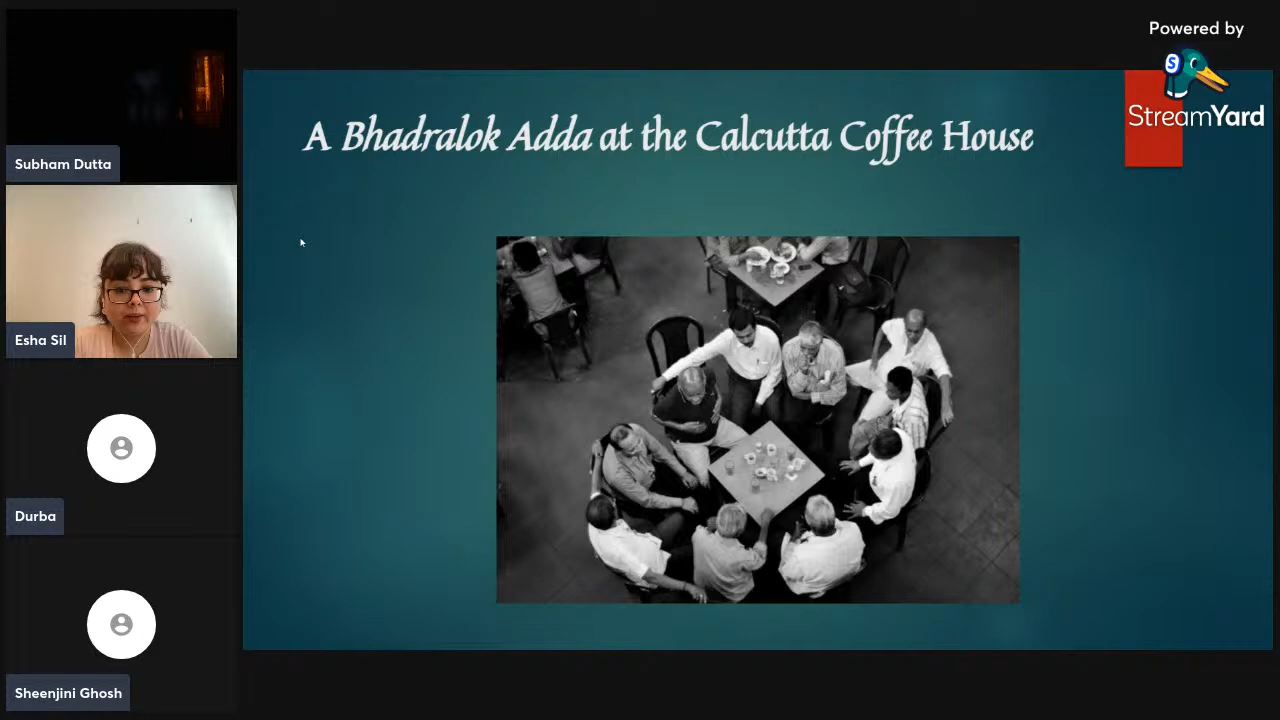 Powered by
S
StreamYard
A Bhadralok Adda at the Calcutta Coffee House
Subham Dutta
Esha Sil
Durba
Sheenjini Ghosh